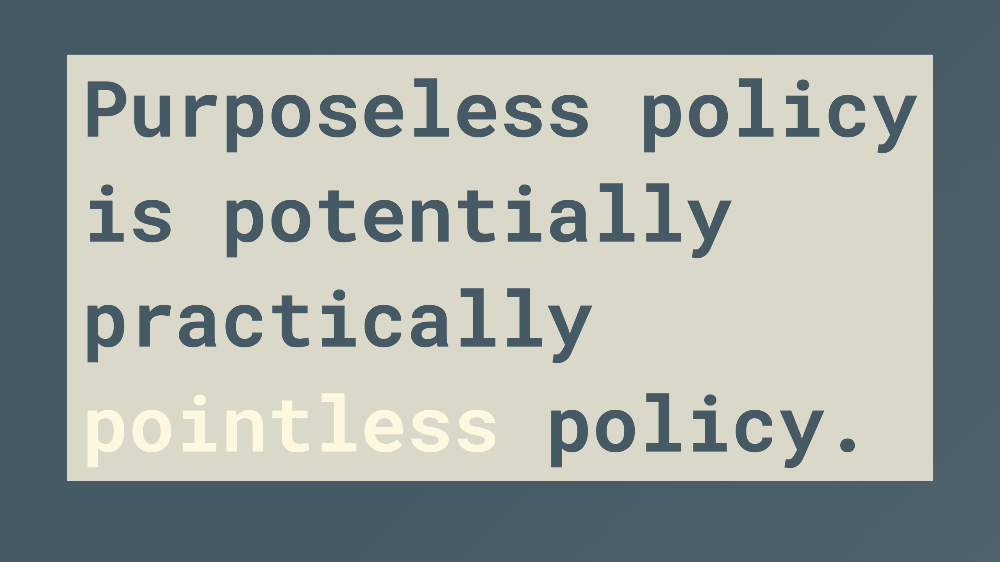 Purposeless policy
is potentially
practically
pointless policy.